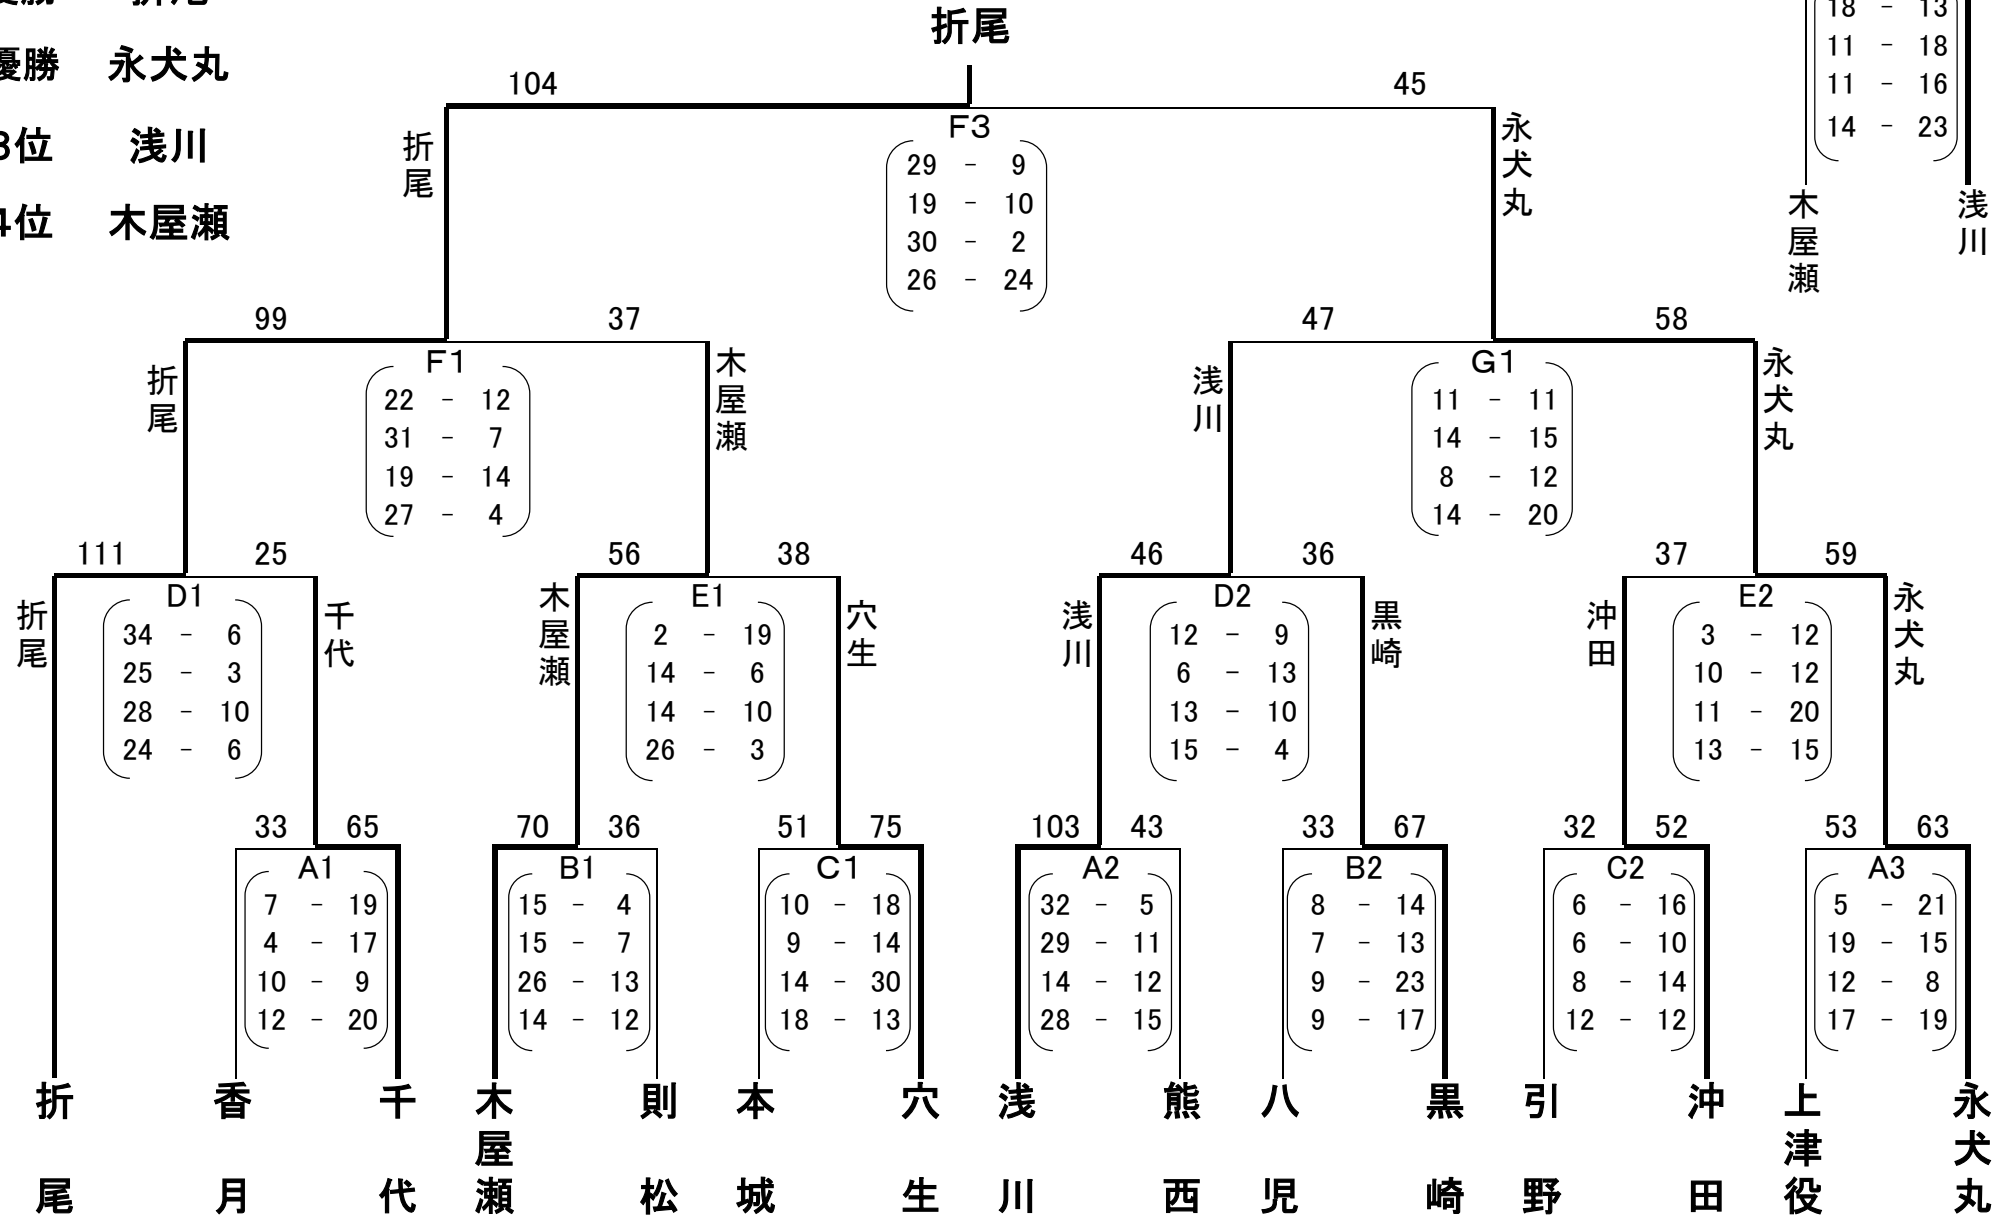 優勝 折尾
優勝 永犬丸
3位 浅川
4位 木屋瀬
折尾
18 - 13
11 - 18
11 - 16
14 - 23
木屋瀬 浅川
104 45
折尾 F3 永犬丸
29 - 9
19 - 10
30 - 2
26 - 24
99 37
折尾 F1 木屋瀬
22 - 12
31 - 7
19 - 14
27 - 4
47 58
浅川 G1 永犬丸
11 - 11
14 - 15
8 - 12
14 - 20
111 25
折尾 D1 千代
34 - 6
25 - 3
28 - 10
24 - 6
56 38
木屋瀬 E1 穴生
2 - 19
14 - 6
14 - 10
26 - 3
46 36
浅川 D2 黒崎
12 - 9
6 - 13
13 - 10
15 - 4
37 59
沖田 E2 永犬丸
3 - 12
10 - 12
11 - 20
13 - 15
33 65
A1
7 - 19
4 - 17
10 - 9
12 - 20
70 36
B1
15 - 4
15 - 7
26 - 13
14 - 12
51 75
C1
10 - 18
9 - 14
14 - 30
18 - 13
103 43
A2
32 - 5
29 - 11
14 - 12
28 - 15
33 67
B2
8 - 14
7 - 13
9 - 23
9 - 17
32 52
C2
6 - 16
6 - 10
8 - 14
12 - 12
53 63
A3
5 - 21
19 - 15
12 - 8
17 - 19
折尾
香月
千代
木屋瀬
則松
本城
穴生
浅川
熊西
八児
黒崎
引野
沖田
上津役
永犬丸